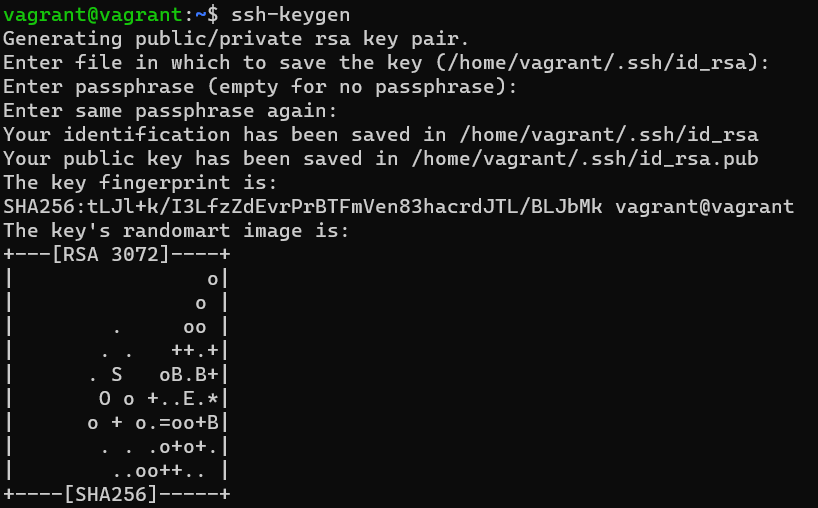 vagrant@vagrant:~$ ssh-keygen
Generating public/private rsa key pair.
Enter file in which to save the key (/home/vagrant/.ssh/id_rsa):
Enter passphrase (empty for no passphrase):
Enter same passphrase again:
Your identification has been saved in /home/vagrant/.ssh/id_rsa
Your public key has been saved in /home/vagrant/.ssh/id_rsa.pub
The key fingerprint is:
SHA256:tLJl+k/I3LfzZdEvrPrBTFmVen83hacrdJTL/BLJbMk vagrant@vagrant
The key's randomart image is:
+---[RSA 3072]----+
|                o|
|               o |
|        .     oo |
|       . .   ++.+|
|      . S   oB.B+|
|       O o +..E.*|
|      o + o.=oo+B|
|       . . .o+o+.|
|        ..oo++.. |
+----[SHA256]-----+